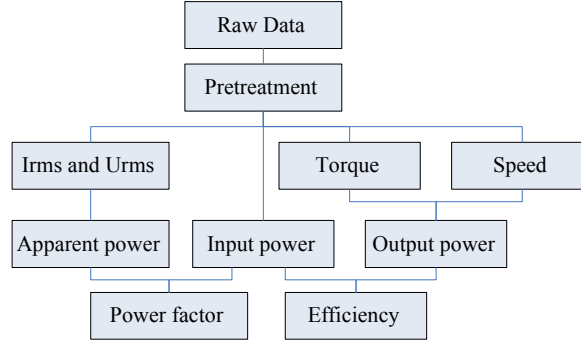 Raw Data
Pretreatment
Irms and Urms
Torque
Speed
Apparent power
Input power
Output power
Power factor
Efficiency